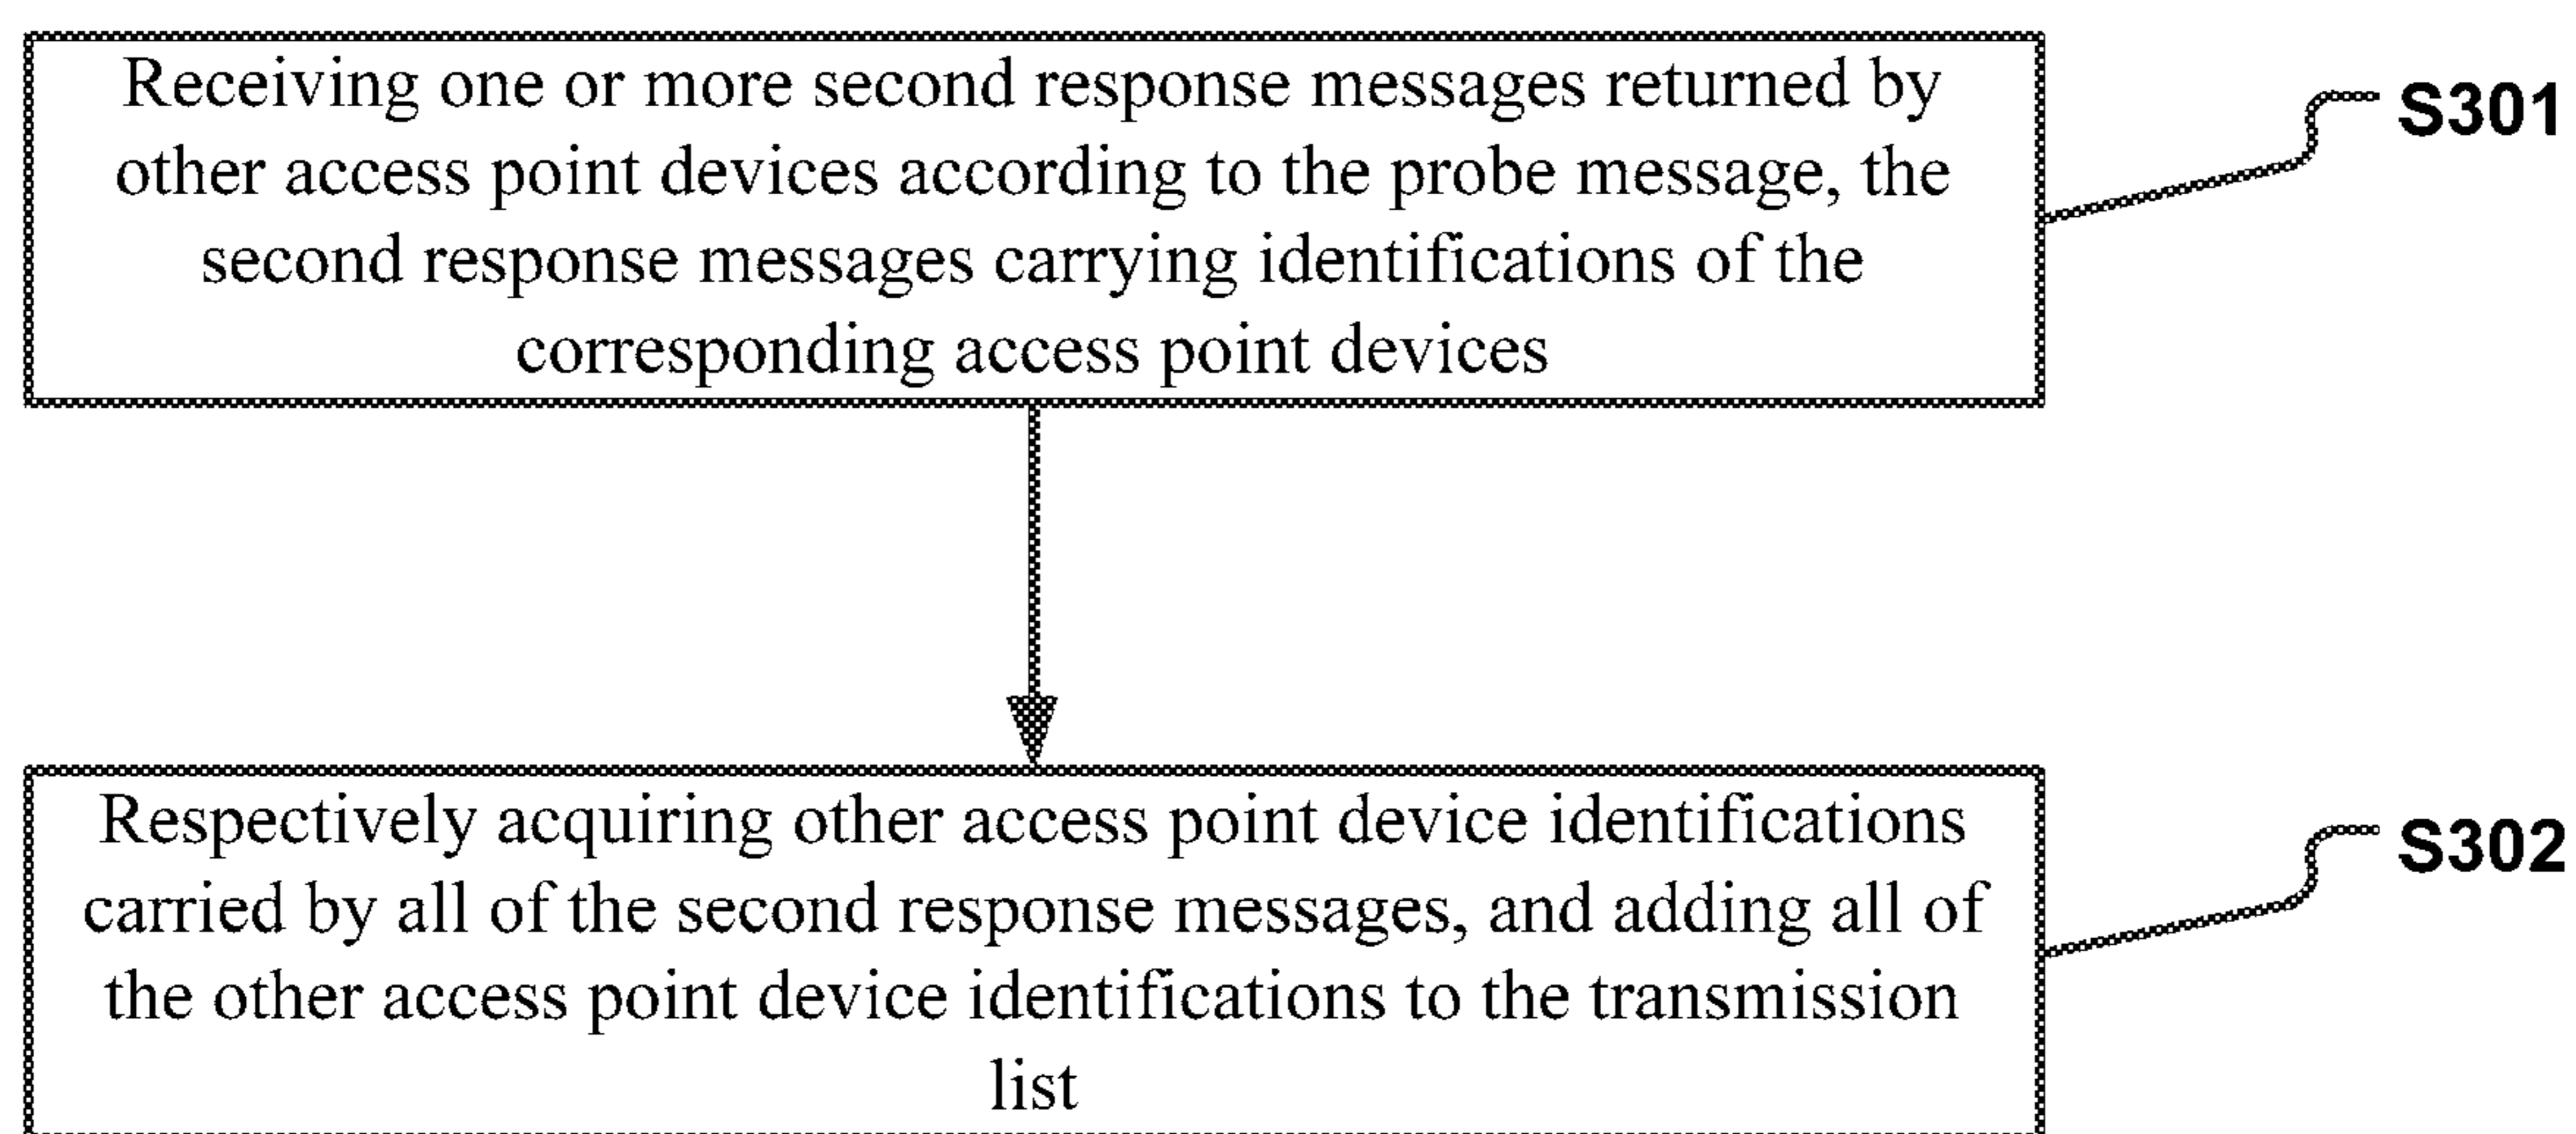 Receiving one or more second response messages returned by
other access point devices according to the probe message, the
second response messages carrying identifications of the
corresponding access point devices
S301
Respectively acquiring other access point device identifications
carried by all of the second response messages, and adding all of
the other access point device identifications to the transmission
list
S302